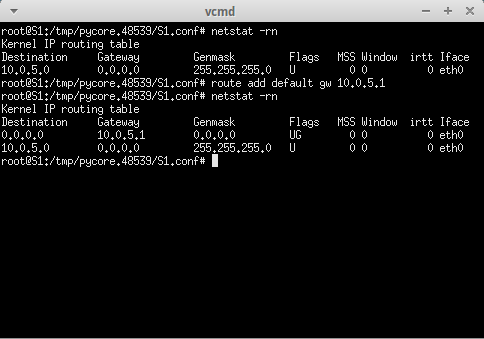 vcmd
root@S1:/tmp/pycore.48539/S1.conf# netstat -rn
Kernel IP routing table
Destination     Gateway         Genmask         Flags   MSS Window  irtt Iface
10.0.5.0        0.0.0.0         255.255.255.0   U         0 0          0 eth0
root@S1:/tmp/pycore.48539/S1.conf# route add default gw 10.0.5.1
root@S1:/tmp/pycore.48539/S1.conf# netstat -rn
Kernel IP routing table
Destination     Gateway         Genmask         Flags   MSS Window  irtt Iface
0.0.0.0         10.0.5.1        0.0.0.0         UG        0 0          0 eth0
10.0.5.0        0.0.0.0         255.255.255.0   U         0 0          0 eth0
root@S1:/tmp/pycore.48539/S1.conf#